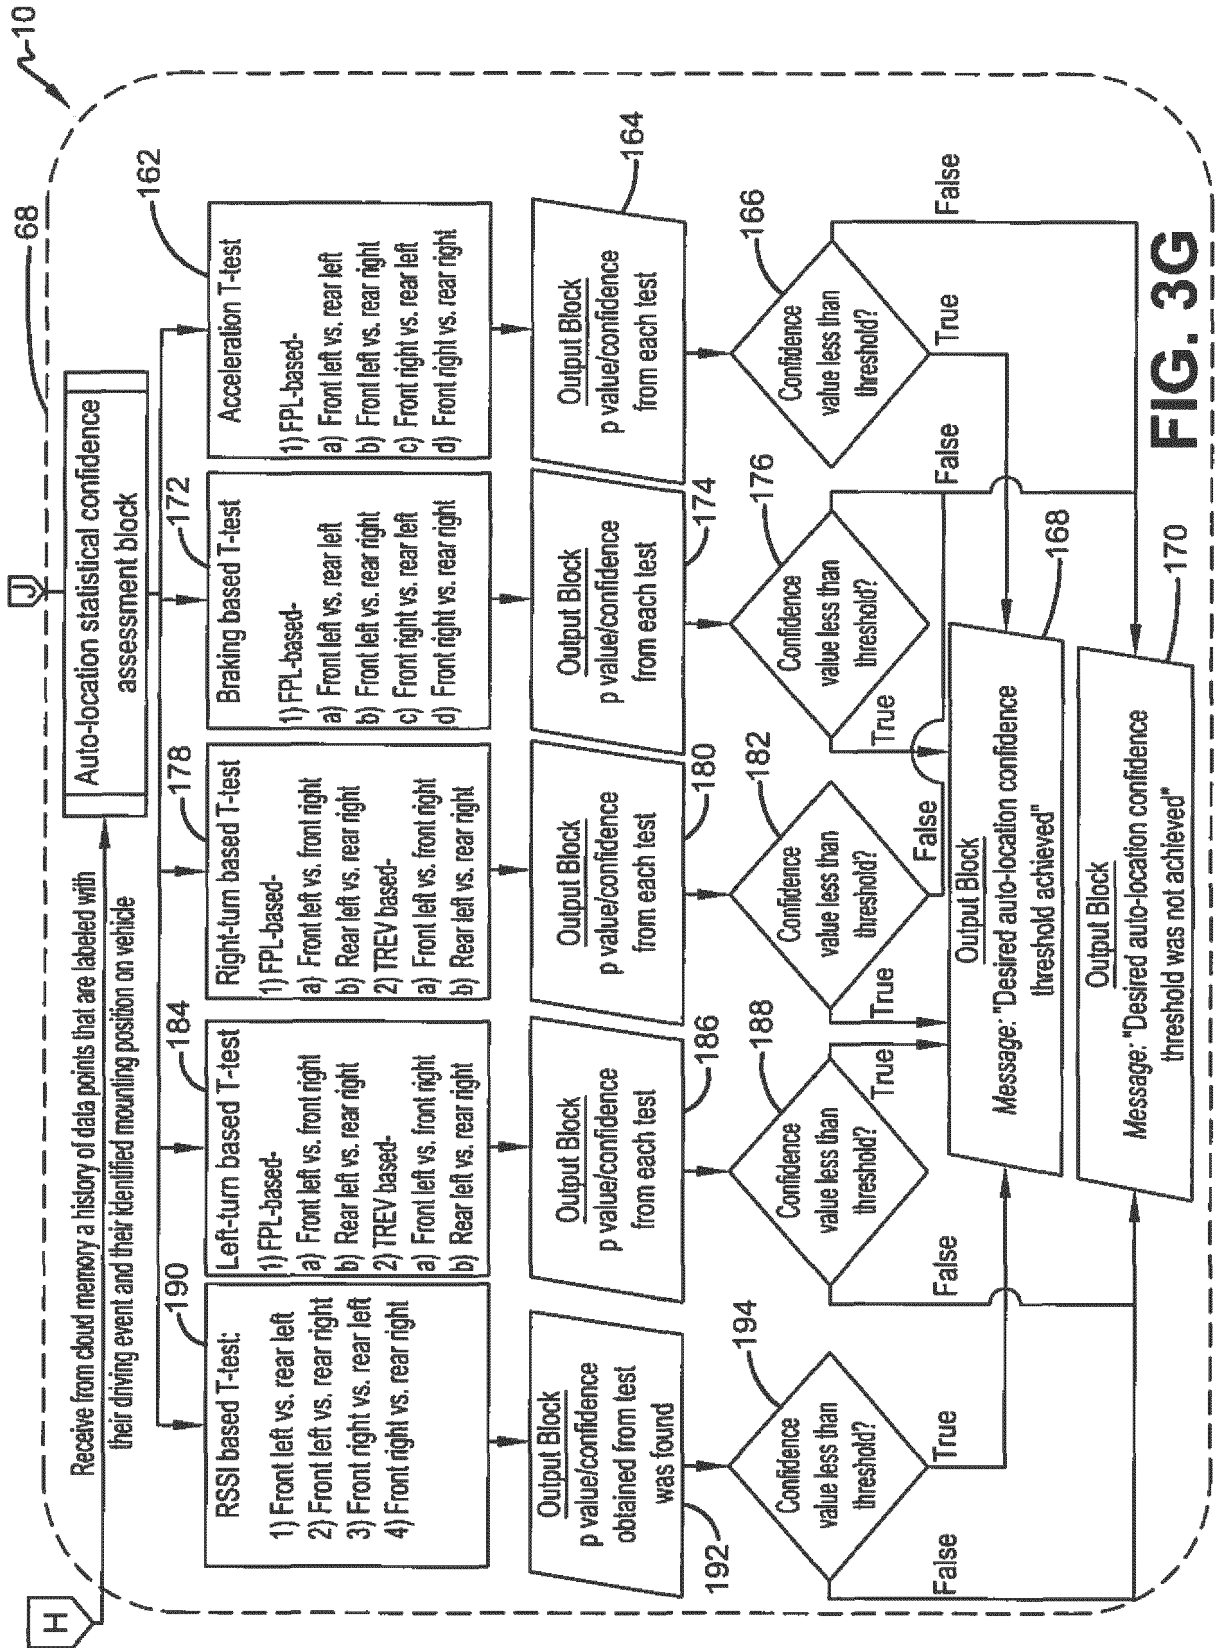 10
H
J
68
Receive from cloud memory a history of data points that are labeled with
their driving event and their identified mounting position on vehicle
Auto-location statistical confidence
assessment block
190
RSSI based T-test:
1) Front left vs. rear left
2) Front left vs. rear right
3) Front right vs. rear left
4) Front right vs. rear right
184
Left-turn based T-test
1) FPL-based-
a) Front left vs. front right
b) Rear left vs. rear right
2) TREV based-
a) Front left vs. front right
b) Rear left vs. rear right
178
Right-turn based T-test
1) FPL-based-
a) Front left vs. front right
b) Rear left vs. rear right
2) TREV based-
a) Front left vs. front right
b) Rear left vs. rear right
172
Braking based T-test
1) FPL-based-
a) Front left vs. rear left
b) Front left vs. rear right
c) Front right vs. rear left
d) Front right vs. rear right
162
Acceleration T-test
1) FPL-based-
a) Front left vs. rear left
b) Front left vs. rear right
c) Front right vs. rear left
d) Front right vs. rear right
Output Block
p value/confidence
obtained from test
was found
192
Output Block
p value/confidence
from each test
186
Output Block
p value/confidence
from each test
180
Output Block
p value/confidence
from each test
174
Output Block
p value/confidence
from each test
164
Confidence
value less than
threshold?
194
True
False
Confidence
value less than
threshold?
188
True
False
Confidence
value less than
threshold?
182
True
False
Confidence
value less than
threshold?
176
True
False
Confidence
value less than
threshold?
166
True
False
Output Block
Message: "Desired auto-location confidence
threshold achieved"
168
Output Block
Message: "Desired auto-location confidence
threshold was not achieved"
170
FIG. 3G